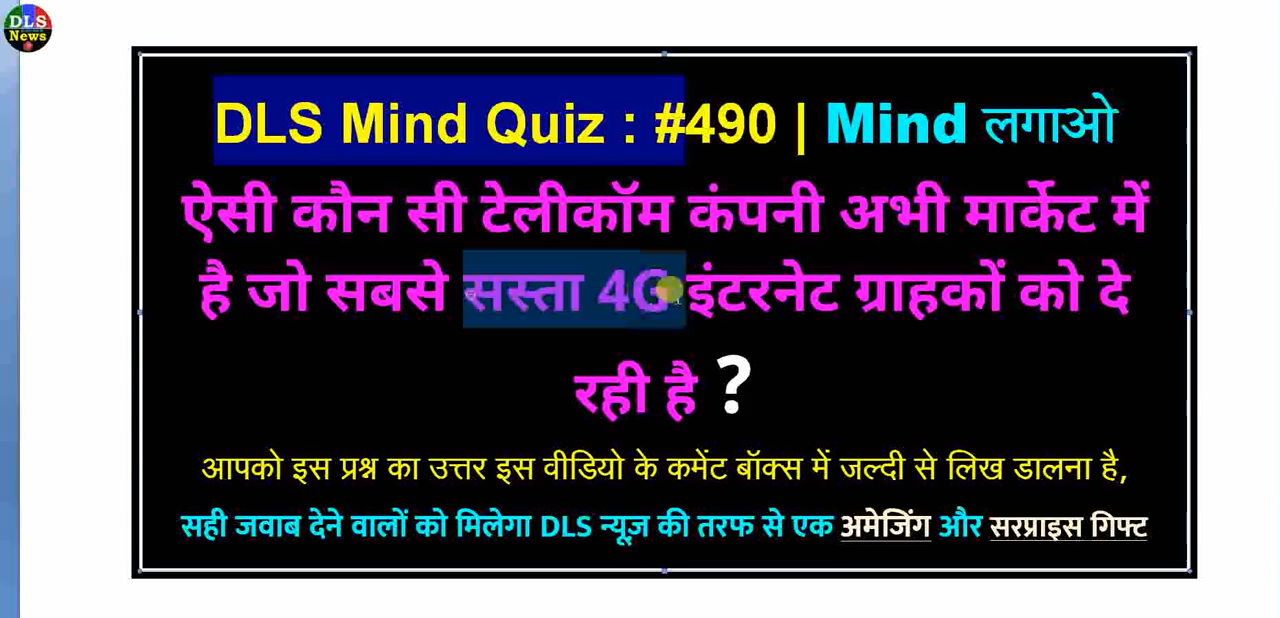 DLS
News
DLS Mind Quiz : #490 | Mind लगाओ
ऐसी कौन सी टेलीकॉम कंपनी अभी मार्केट में
है जो सबसे सस्ता 4G इंटरनेट ग्राहकों को दे
रही है ?
आपको इस प्रश्न का उत्तर इस वीडियो के कमेंट बॉक्स में जल्दी से लिख डालना है,
सही जवाब देने वालों को मिलेगा DLS न्यूज़ की तरफ से एक अमेजिंग और सरप्राइस गिफ्ट